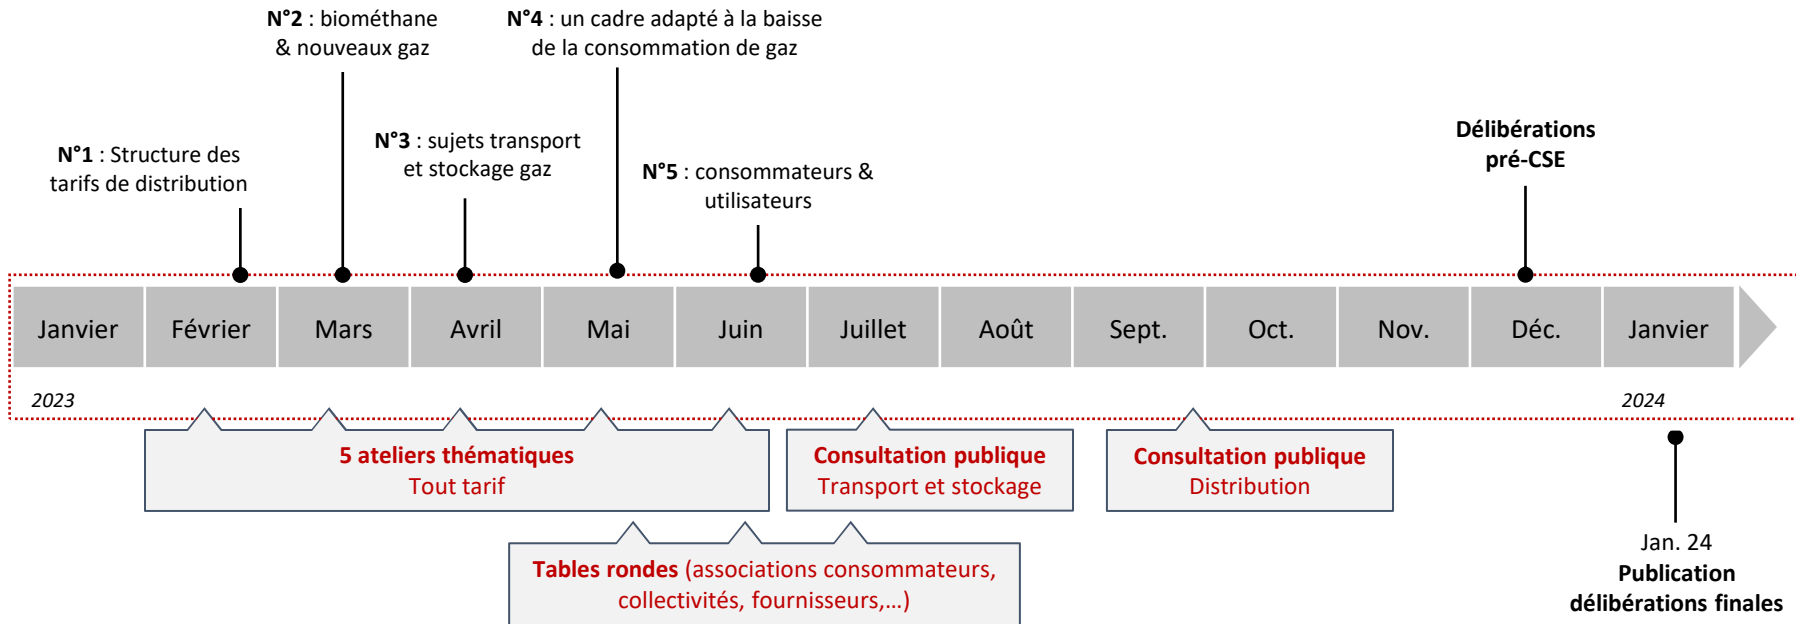 N°2 : biométhane
& nouveaux gaz
N°4 : un cadre adapté à la baisse
de la consommation de gaz
N°1 : Structure des
tarifs de distribution
N°3 : sujets transport
et stockage gaz
N°5 : consommateurs &
utilisateurs
Délibérations
pré-CSE
Janvier
Février
Mars
Avril
Mai
Juin
Juillet
Août
Sept.
Oct.
Nov.
Déc.
Janvier
2023
2024
5 ateliers thématiques
Tout tarif
Consultation publique
Transport et stockage
Consultation publique
Distribution
Tables rondes (associations consommateurs,
collectivités, fournisseurs,...)
Jan. 24
Publication
délibérations finales